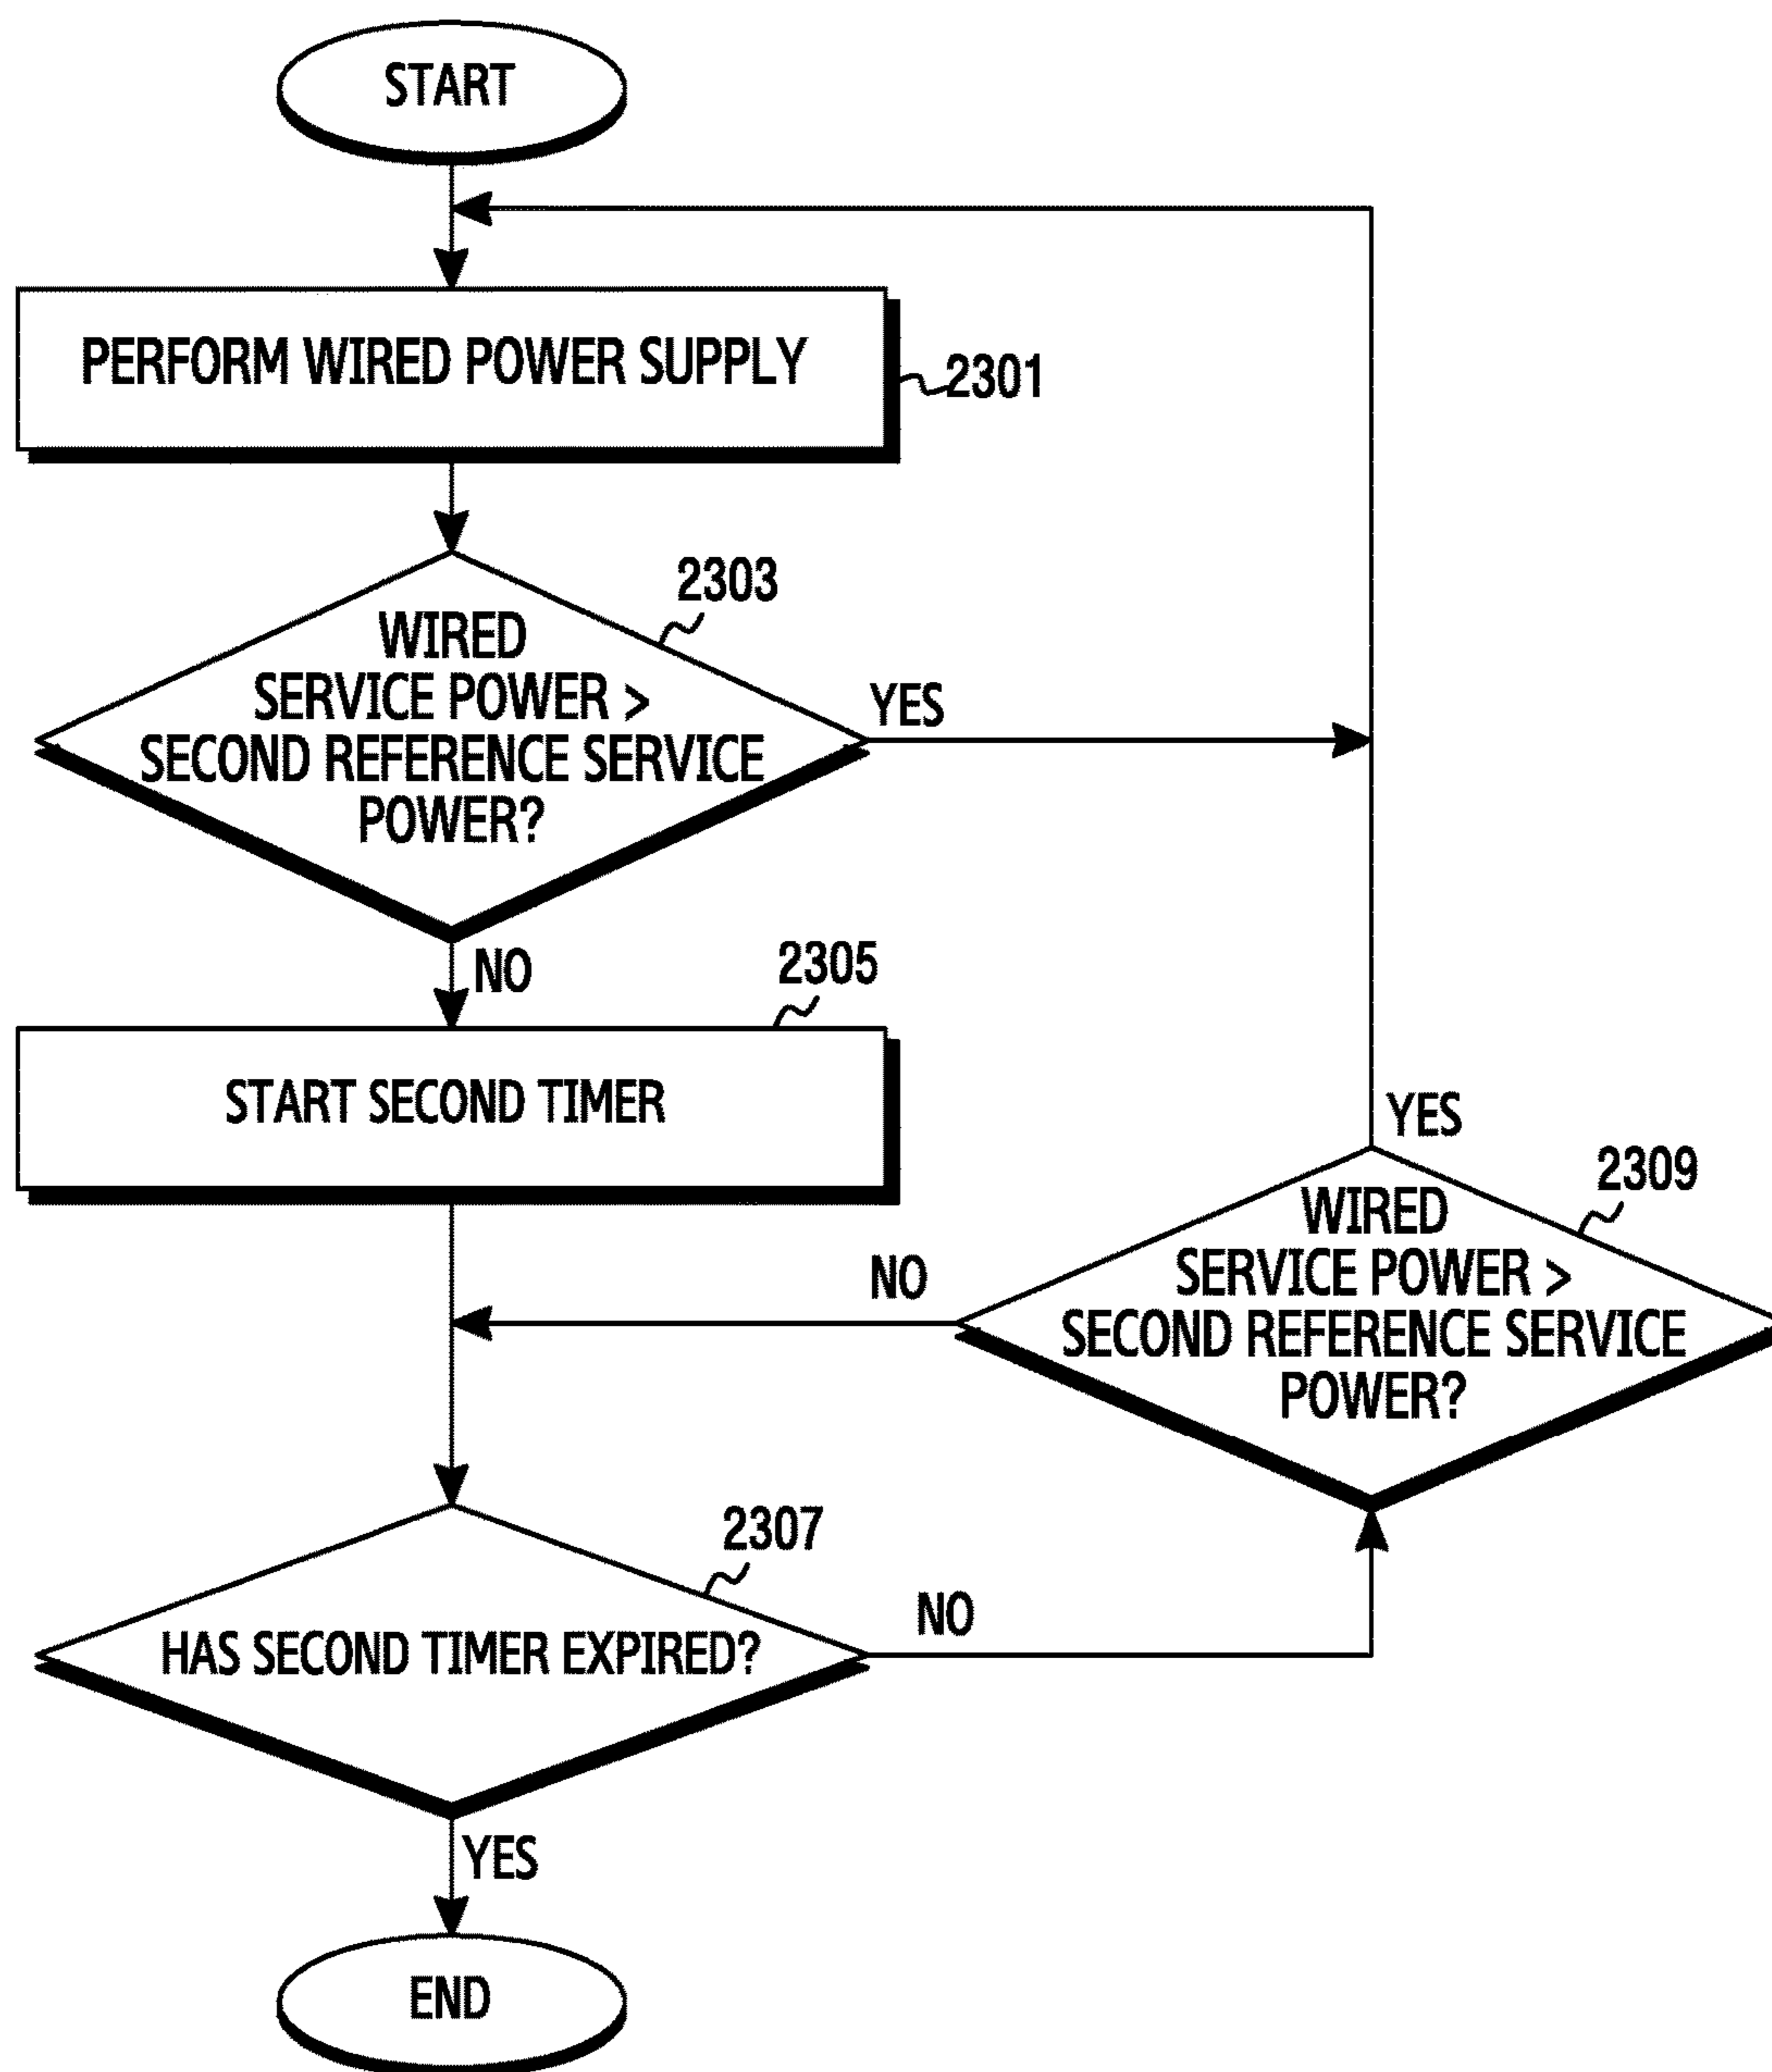 START
PERFORM WIRED POWER SUPPLY
2301
2303
WIRED
SERVICE POWER >
SECOND REFERENCE SERVICE
POWER?
YES
NO
2305
START SECOND TIMER
YES
2309
WIRED
SERVICE POWER >
SECOND REFERENCE SERVICE
POWER?
NO
2307
HAS SECOND TIMER EXPIRED?
NO
YES
END